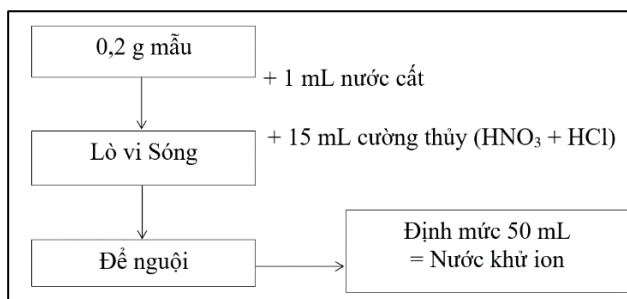 0,2 g mẫu
+ 1 mL nước cất
+ 15 mL cường thủy (HNO₃ + HCl)
Lò vi Sóng
Để nguội
Định mức 50 mL
= Nước khử ion